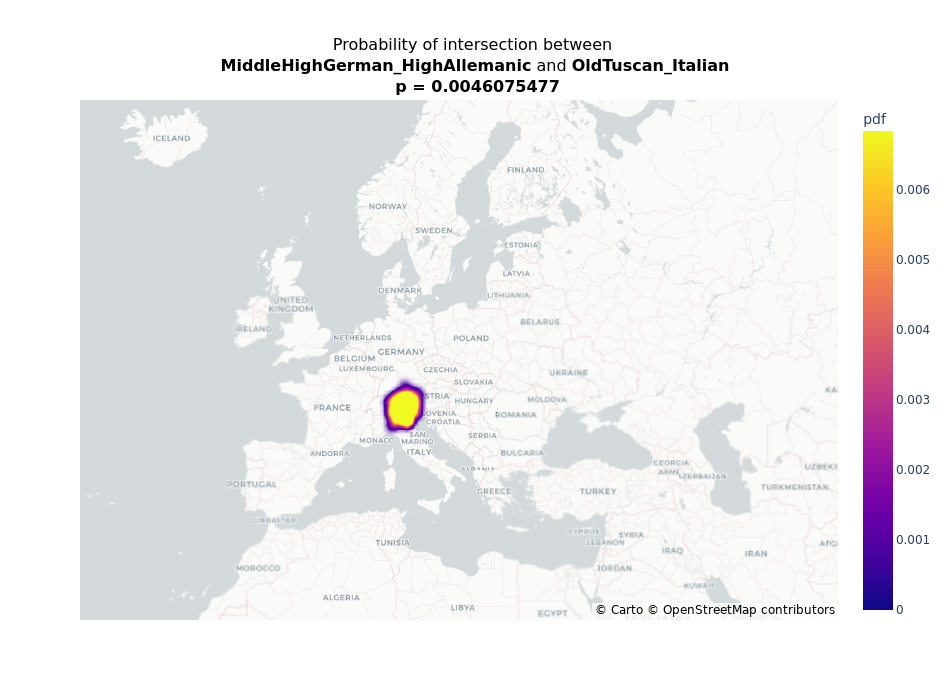 Probability of intersection between
MiddleHighGerman_HighAllemanic and OldTuscan_Italian
p = 0.0046075477
pdf
0.006
0.005
0.004
0.003
0.002
0.001
0
ICELAND
FINLAND
NORWAY
SWEDEN
ESTONIA
LATVIA
DENMARK
LITHUANIA
UNITED
KINGDOM
BELARUS
IRELAND
NETHERLANDS
POLAND
GERMANY
BELGIUM
LUXEMBOURG
CZECHIA
UKRAINE
SLOVAKIA
KA
STRIA
HUNGARY
MOLDOVA
FRANCE
OVENIA
ROMANIA
CROATIA
SAN
MARINO
SERBIA
MONACO
ITALY
ANDORRA
BULGARIA
GEORGIA
ARME
AZERBAIJAN
UZBEKI
ALBANIA
PORTUGAL
GREECE
TURKEY
TURKMENISTAN
GIBRALTAR
CYPRUS
SYRIA
TUNISIA
LEBANON
IRAQ
IRAN
AFG
MOROCCO
JORDAN
KUWAIT
ALGERIA
LIBYA
EGYPT
SAUDI ARABIA
© Carto © OpenStreetMap contributors